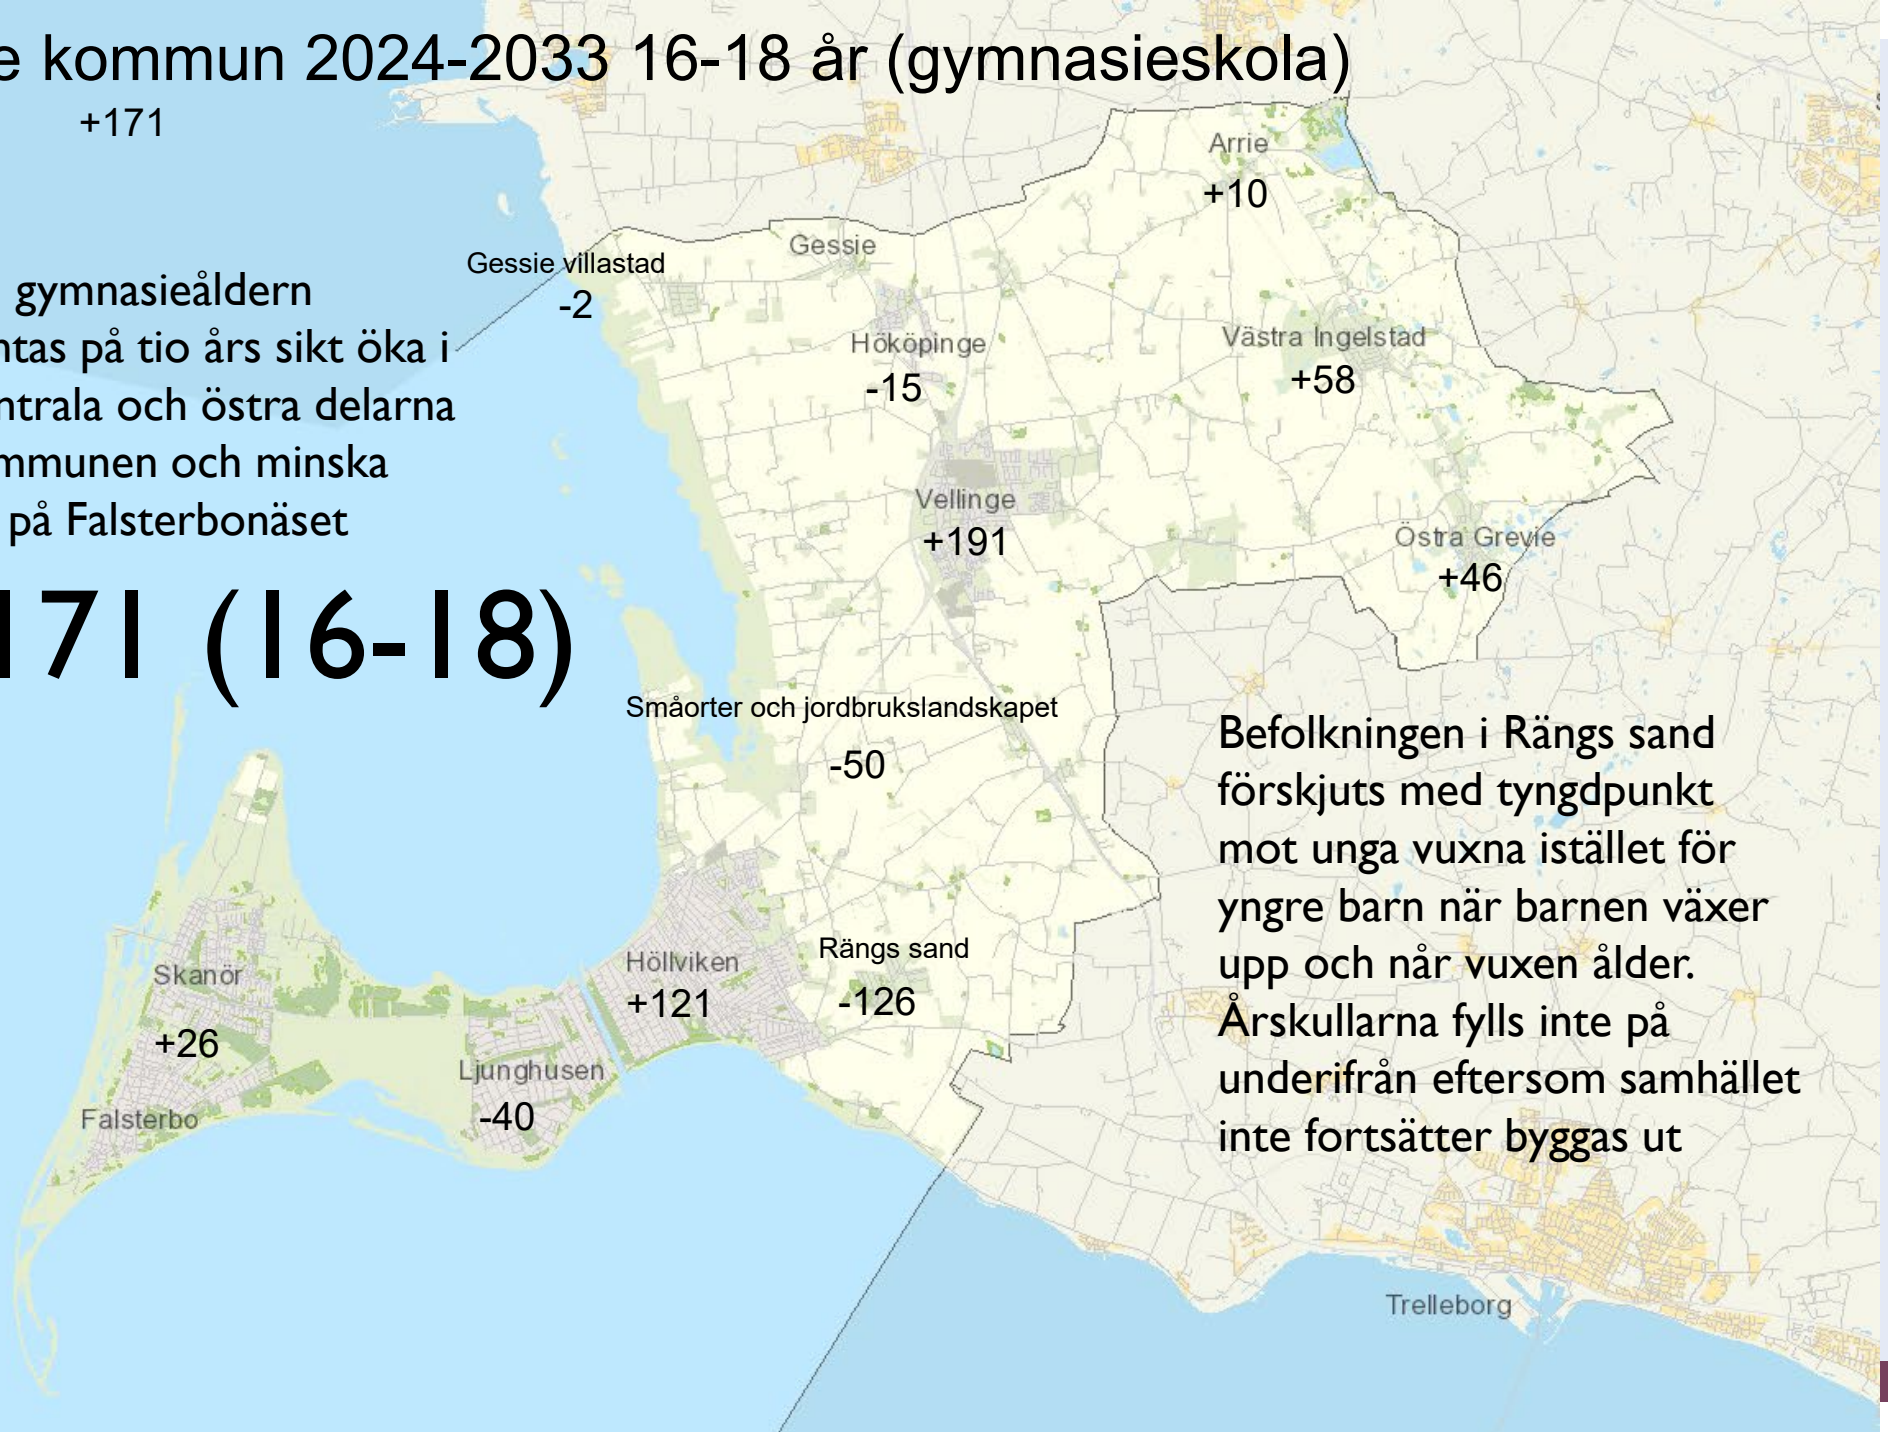 e kommun 2024-2033 16-18 år (gymnasieskola)
+171
gymnasieåldern
ntas på tio års sikt öka i
ntrala och östra delarna
mmunen och minska
på Falsterbonäset
171 (16-18)
Arrie
+10
Gessie villastad
-2
Gessie
Hököpinge
-15
Västra Ingelstad
+58
Vellinge
+191
Östra Grevie
+46
Småorter och jordbrukslandskapet
-50
Befolkningen i Rängs sand
förskjuts med tyngdpunkt
mot unga vuxna istället för
yngre barn när barnen växer
upp och når vuxen ålder.
Årskullarna fylls inte på
underifrån eftersom samhället
inte fortsätter byggas ut
Skanör
+26
Falsterbo
Ljunghusen
-40
Höllviken
+121
Rängs sand
-126
Trelleborg